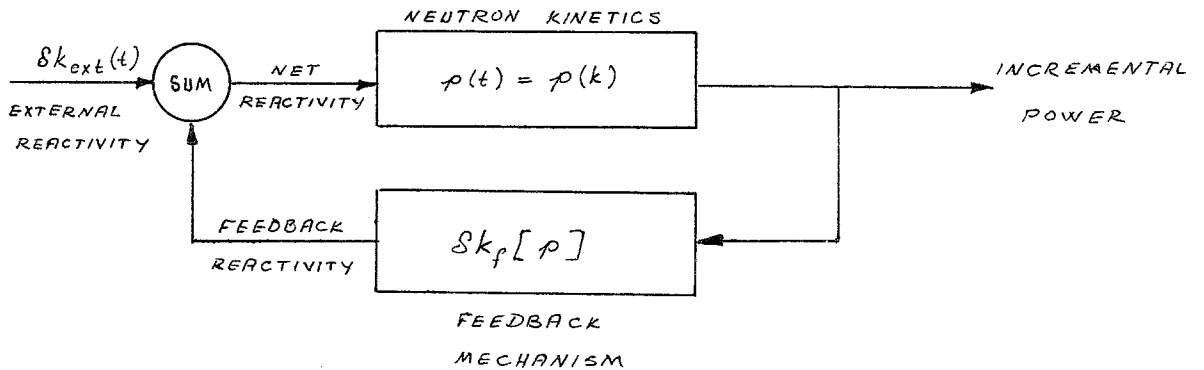 NEUTRON KINETICS
δk_ext(t)
SUM
NET
REACTIVITY
p(t) = p(k)
INCREMENTAL
POWER
EXTERNAL
REACTIVITY
FEEDBACK
REACTIVITY
δk_f[p]
FEEDBACK
MECHANISM